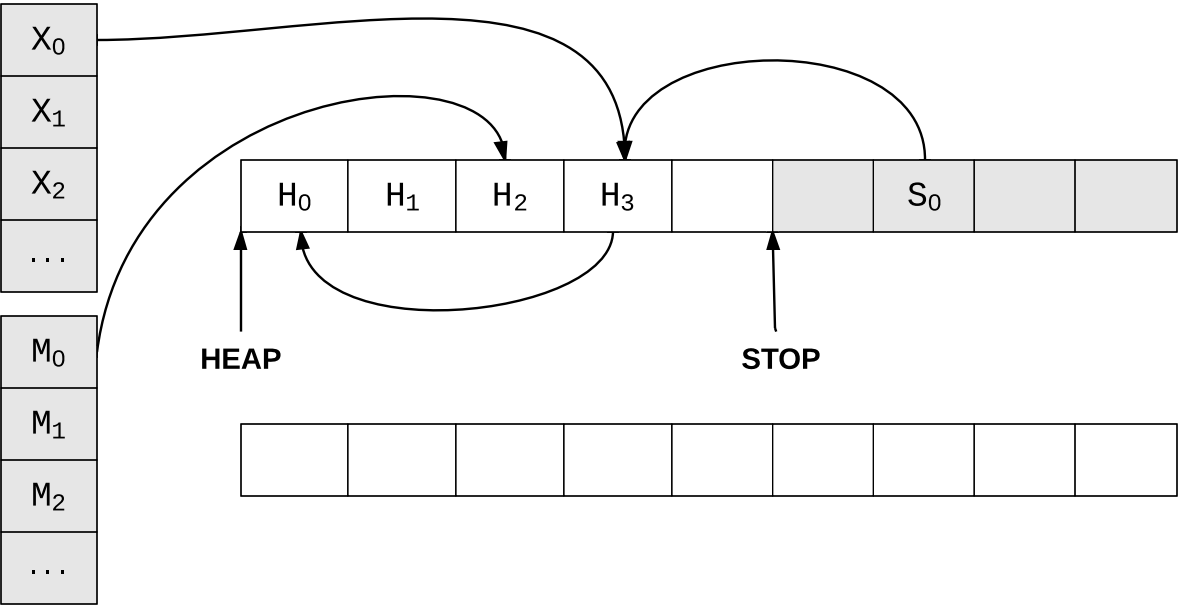 X₀
X₁
X₂
...
M₀
M₁
M₂
...
H₀ H₁ H₂ H₃ S₀
HEAP STOP